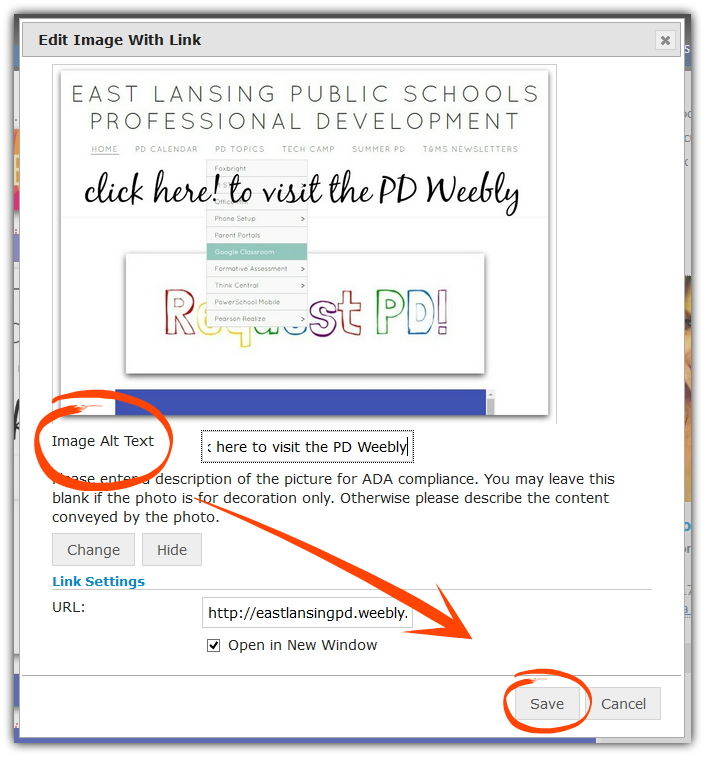 Edit Image With Link
EAST LANSING PUBLIC SCHOOLS
PROFESSIONAL DEVELOPMENT
HOME PD CALENDAR PD TOPICS TECH CAMP SUMMER PD T&MS NEWSLETTERS
Foxbright
click here! to visit the PD Weebly
Phone Setup >
Parent Portals
Google Classroom
Formative Assessment >
Think Central >
PowerSchool Mobile
Pearson Realize >
Request PD!
Image Alt Text
here to visit the PD Weebly
Please enter a description of the picture for ADA compliance. You may leave this
blank if the photo is for decoration only. Otherwise please describe the content
conveyed by the photo.
Change Hide
Link Settings
URL:
http://eastlansingpd.weebly.
Open in New Window
Save Cancel